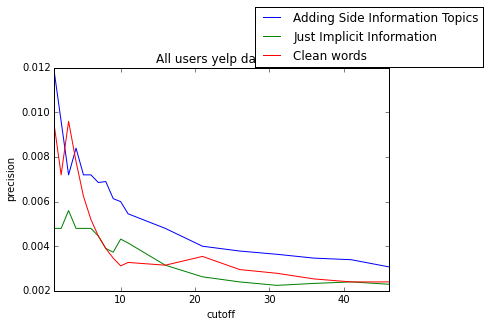 Adding Side Information Topics
Just Implicit Information
Clean words
All users yelp da
0.012
0.010
0.008
0.006
0.004
0.002
precision
10
20
30
40
cutoff